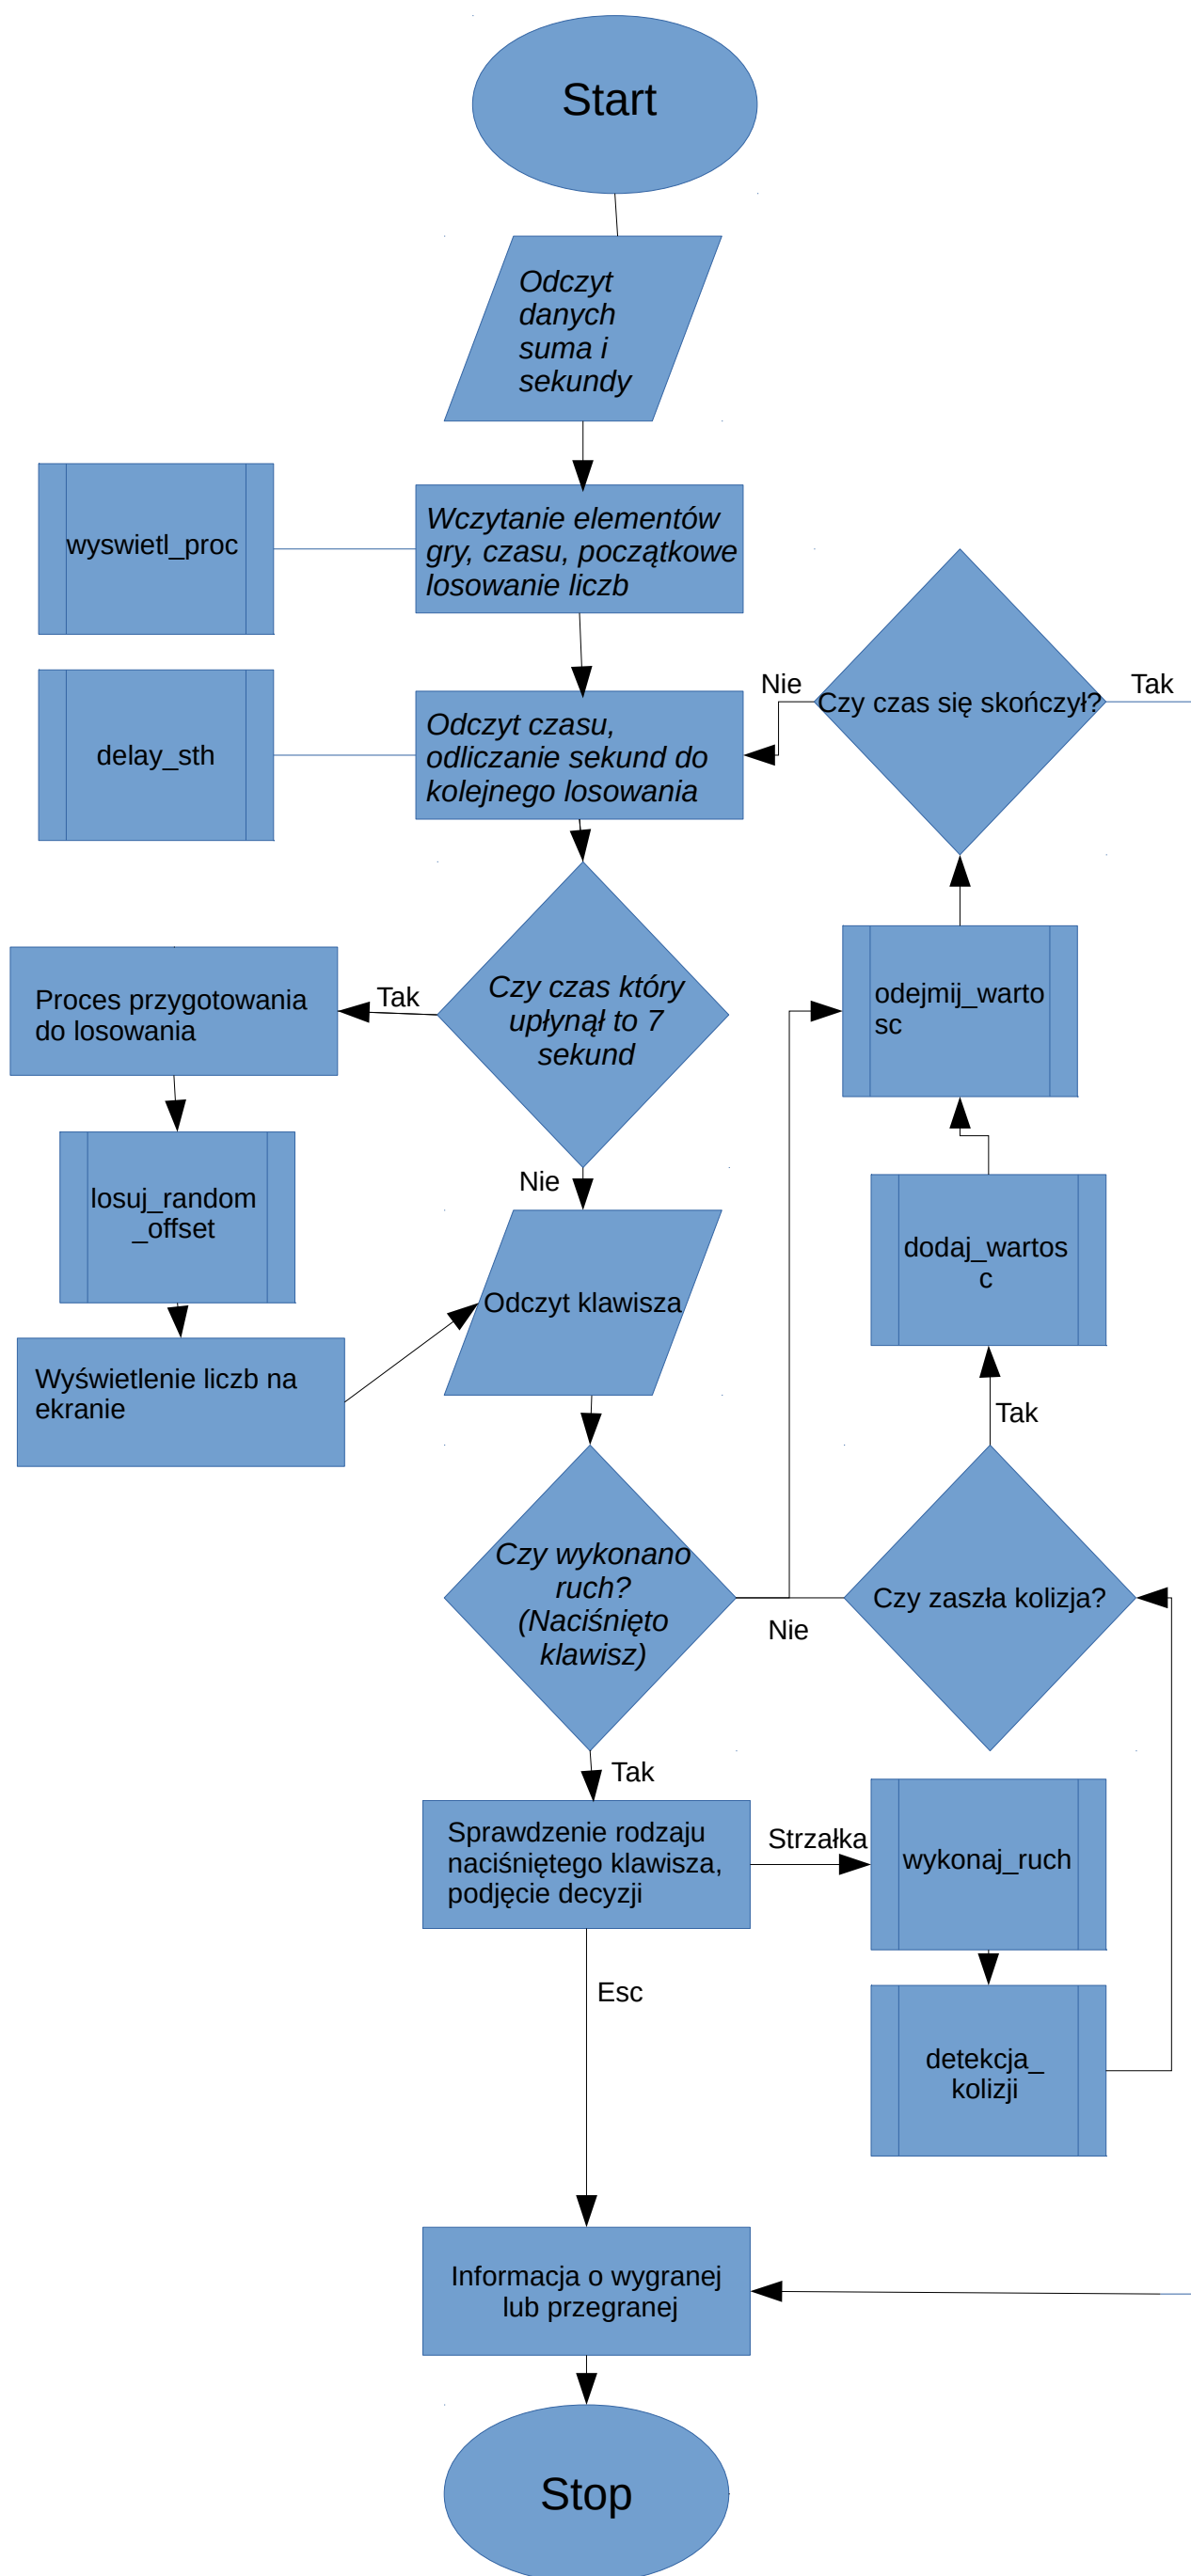 Start
Odczyt
danych
suma i
sekundy
wyswietl_proc
Wczytanie elementów
gry, czasu, początkowe
losowanie liczb
Nie
Czy czas się skończył?
Tak
delay_sth
Odczyt czasu,
odliczanie sekund do
kolejnego losowania
Proces przygotowania
do losowania
Tak
Czy czas który
upłynął to 7
sekund
odejmij_warto
sc
Nie
losuj_random
_offset
dodaj_wartos
c
Odczyt klawisza
Wyświetlenie liczb na
ekranie
Tak
Czy wykonano
ruch?
(Naciśnięto
klawisz)
Nie
Czy zaszła kolizja?
Tak
Sprawdzenie rodzaju
naciśniętego klawisza,
podjęcie decyzji
Strzałka
wykonaj_ruch
Esc
detekcja_
kolizji
Informacja o wygranej
lub przegranej
Stop